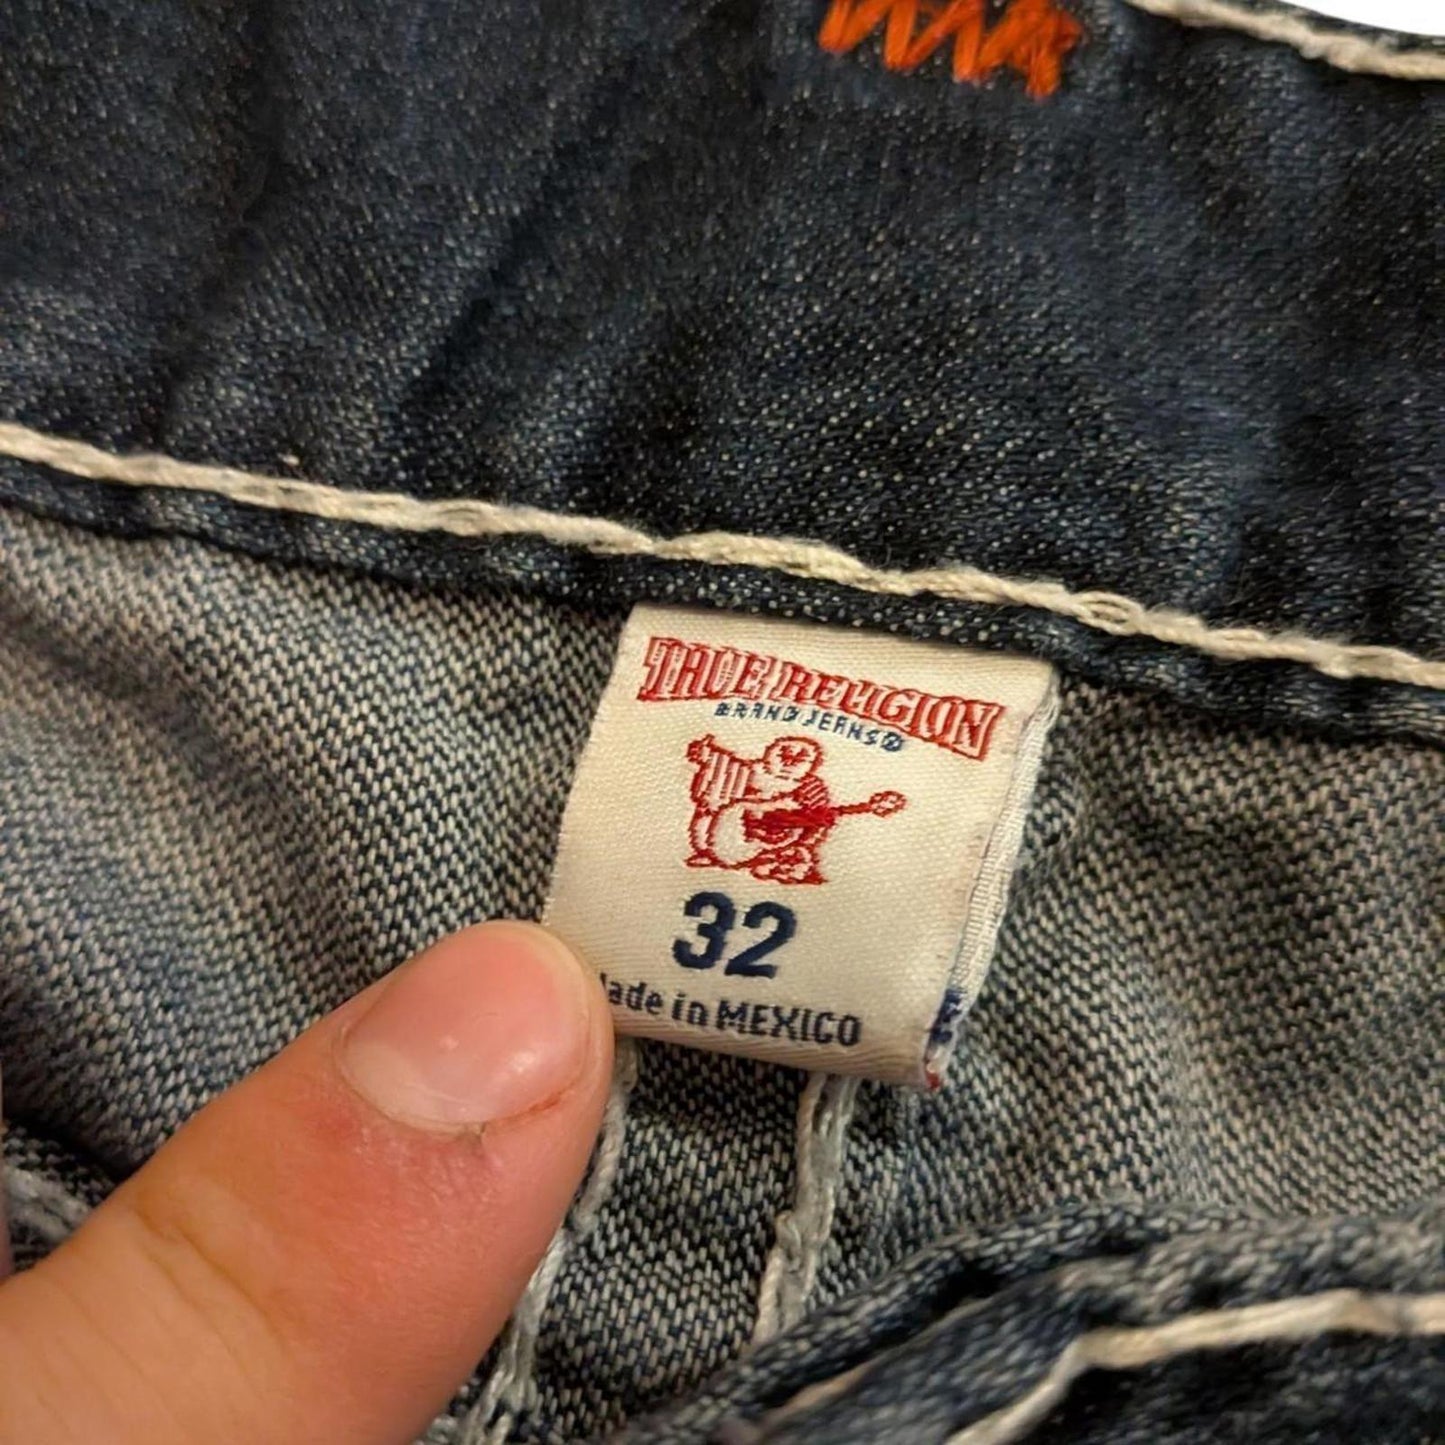 TRUE RELIGION
BRAND JEANS®
32
Made in MEXICO